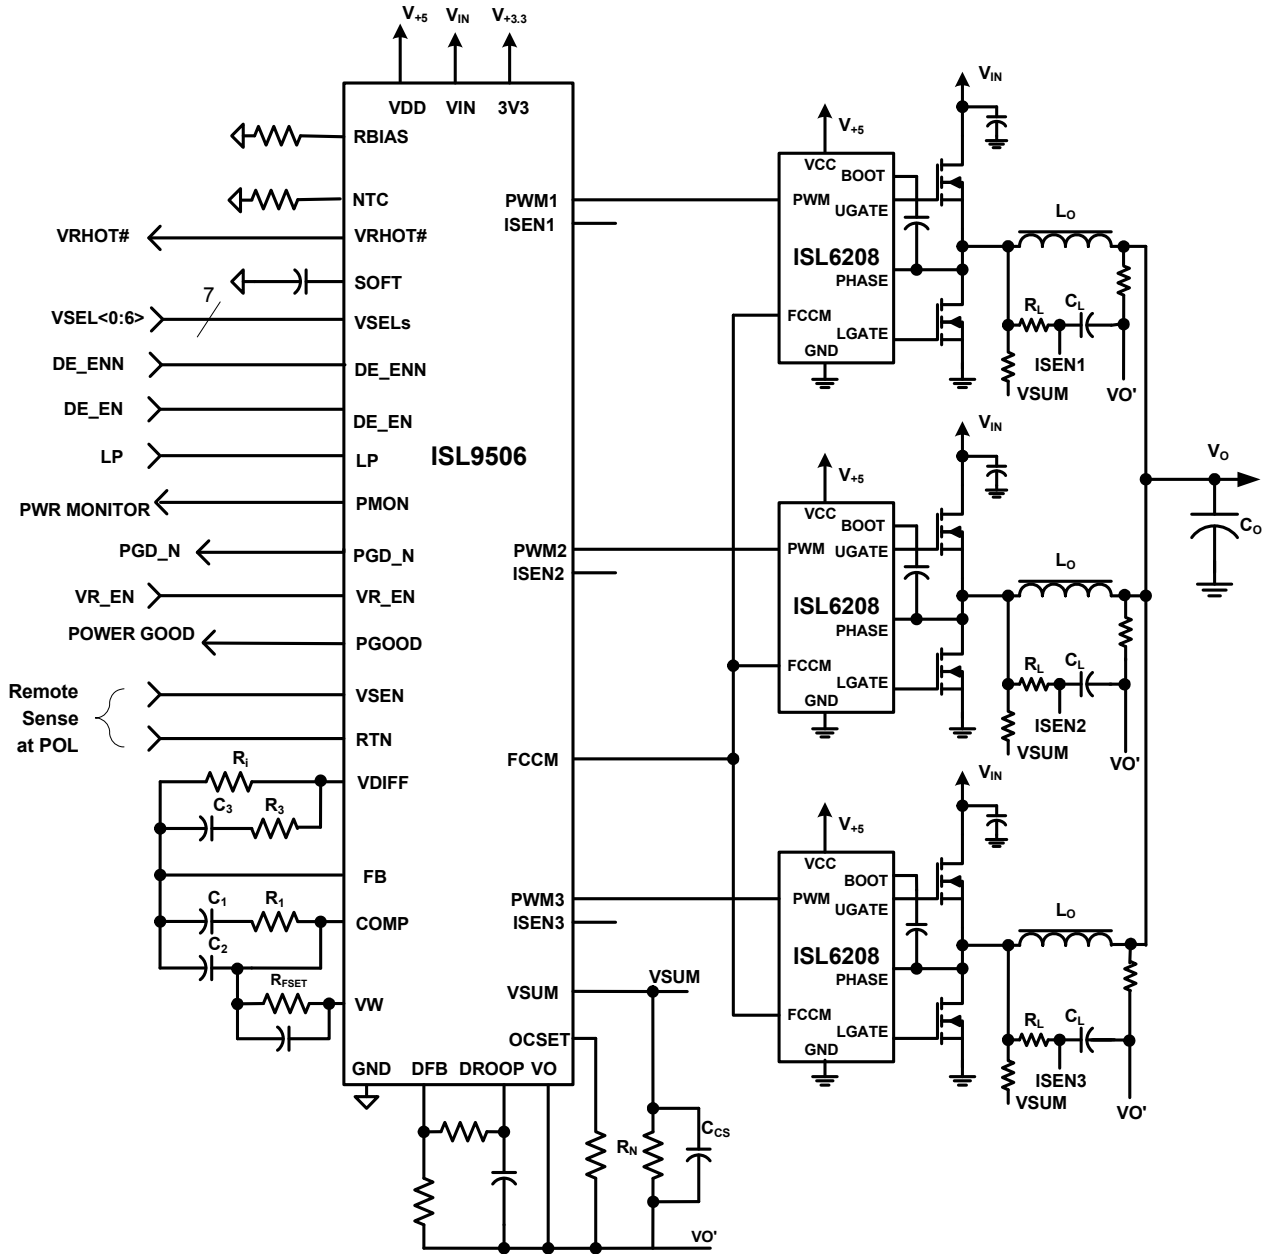 V+5
VIN
V+3.3
VDD
VIN
3V3
RBIAS
NTC
VRHOT#
VRHOT#
SOFT
7
VSEL<0:6>
VSELs
DE_ENN
DE_ENN
DE_EN
DE_EN
LP
LP
ISL9506
PWR MONITOR
PMON
PGD_N
PGD_N
VR_EN
VR_EN
POWER GOOD
PGOOD
Remote
Sense
at POL
VSEN
RTN
Ri
VDIFF
C3
R3
FB
C1
R1
COMP
C2
RFSET
VW
GND
DFB
DROOP
VO
PWM1
ISEN1
PWM2
ISEN2
FCCM
PWM3
ISEN3
VSUM
VSUM
OCSET
RN
CCS
VO'
V+5
VIN
VCC
BOOT
PWM
UGATE
ISL6208
PHASE
FCCM
LGATE
GND
LO
RL
CL
ISEN1
VSUM
VO'
V+5
VIN
VCC
BOOT
PWM
UGATE
ISL6208
PHASE
FCCM
LGATE
GND
LO
RL
CL
ISEN2
VSUM
VO'
VO
CO
V+5
VIN
VCC
BOOT
PWM
UGATE
ISL6208
PHASE
FCCM
LGATE
GND
LO
RL
CL
ISEN3
VSUM
VO'